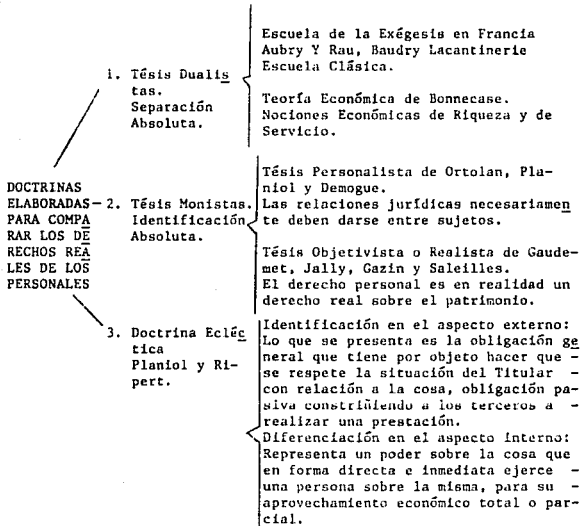 DOCTRINAS
ELABORADAS-
PARA COMPA
RAR LOS DE
RECHOS REA
LES DE LOS
PERSONALES
1. Tésis Dualis
tas.
Separación
Absoluta.
Escuela de la Exégesis en Francia
Aubry Y Rau, Baudry Lacantinerie
Escuela Clásica.
Teoría Económica de Bonnecase.
Nociones Económicas de Riqueza y de
Servicio.
2. Tésis Monistas.
Identificación
Absoluta.
Tésis Personalista de Ortolan, Pla-
niol y Demogue.
Las relaciones jurídicas necesariamen
te deben darse entre sujetos.
Tésis Objetivista o Realista de Gaude-
met, Jally, Gazin y Saleilles.
El derecho personal es en realidad un
derecho real sobre el patrimonio.
3. Doctrina Eclé​c
tica
Planiol y Ri-
pert.
Identificación en el aspecto externo:
Lo que se presenta es la obligación ge
neral que tiene por objeto hacer que -
se respete la situación del Titular -
con relación a la cosa, obligación pa-
siva constriñiendo a los terceros a -
realizar una prestación.
Diferenciación en el aspecto interno:
Representa un poder sobre la cosa que
en forma directa e inmediata ejerce -
una persona sobre la misma, para su -
aprovechamiento económico total o par-
cial.